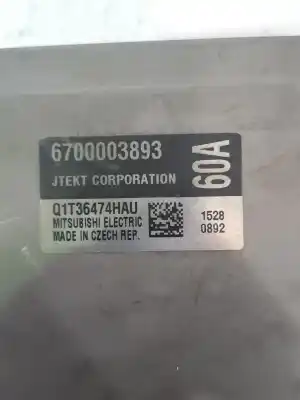 6700003893
JTEKT CORPORATION
60A
Q1T36474HAU
MITSUBISHI ELECTRIC
MADE IN CZECH REP.
1528
0892